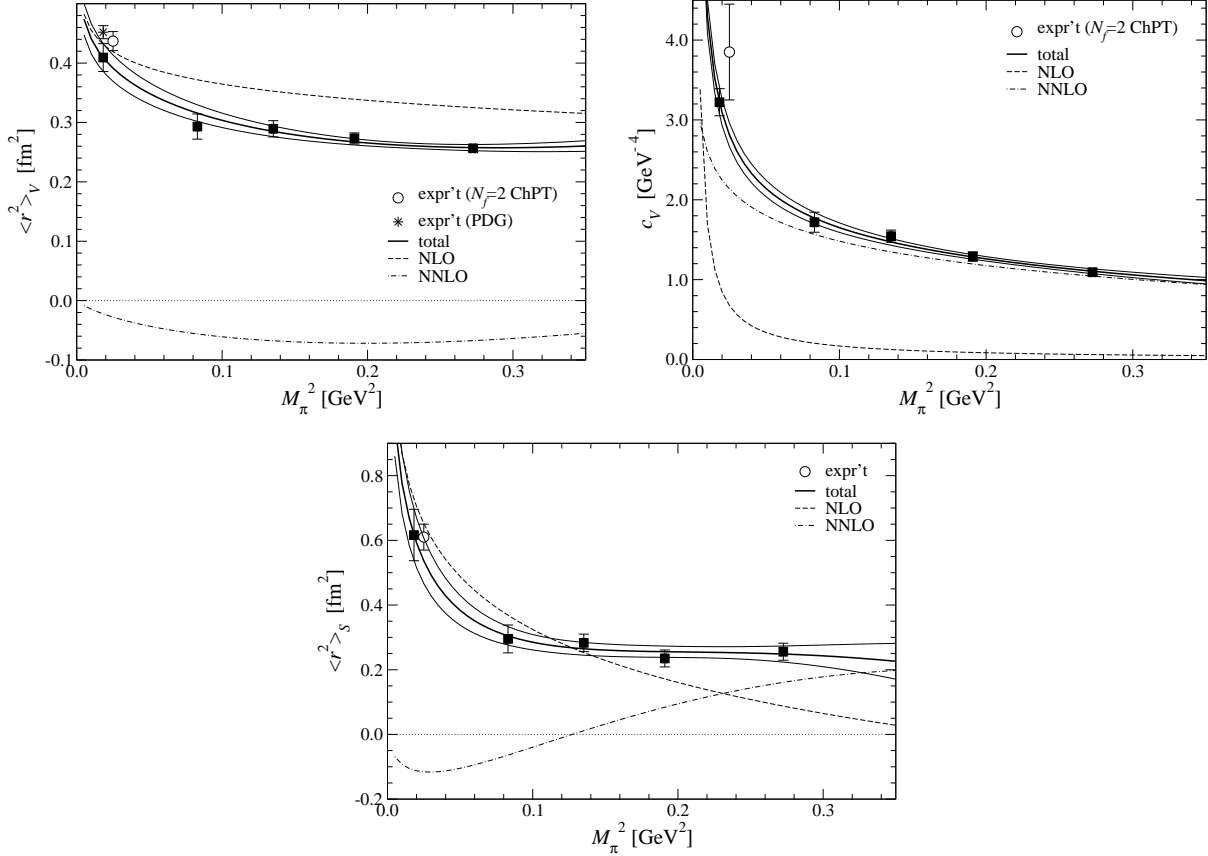 0.4
0.3
0.2
0.1
0.0
-0.1
<r²>_V [fm²]
expr't (N_f=2 ChPT)
expr't (PDG)
total
NLO
NNLO
0.0 0.1 0.2 0.3
M_π² [GeV²]
4.0
3.0
2.0
1.0
0.0
c_V [GeV⁻⁴]
expr't (N_f=2 ChPT)
total
NLO
NNLO
0.0 0.1 0.2 0.3
M_π² [GeV²]
0.8
0.6
0.4
0.2
0.0
-0.2
<r²>_S [fm²]
expr't
total
NLO
NNLO
0.0 0.1 0.2 0.3
M_π² [GeV²]